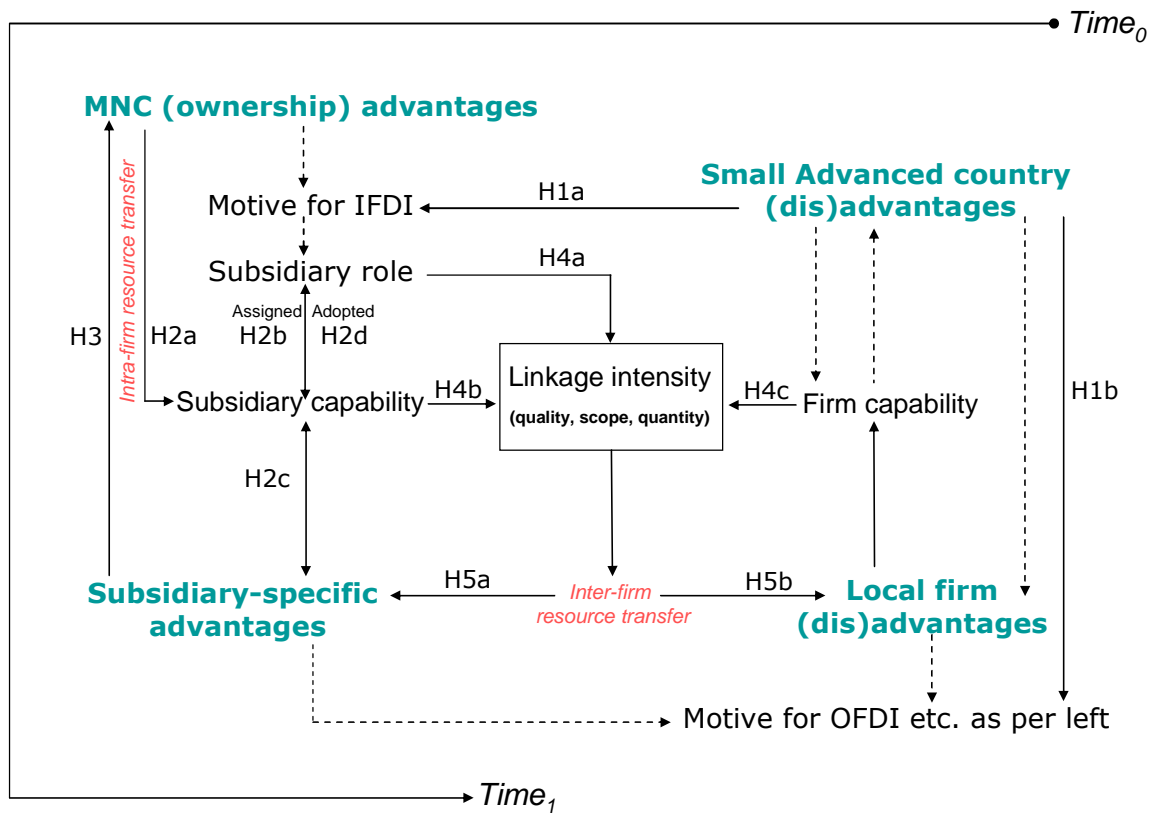 Time0
MNC (ownership) advantages
Small Advanced country
(dis)advantages
Motive for IFDI
H1a
Subsidiary role
H4a
Intra-firm resource transfer
Assigned Adopted
H3
H2a
H2b
H2d
Linkage intensity
(quality, scope, quantity)
Subsidiary capability
H4b
H4c
Firm capability
H1b
H2c
Subsidiary-specific
advantages
H5a
Inter-firm
resource transfer
H5b
Local firm
(dis)advantages
Motive for OFDI etc. as per left
Time1